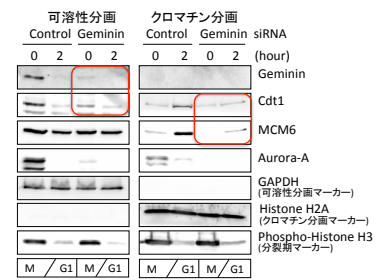 可溶性分画 クロマチン分画
Control Geminin Control Geminin siRNA
0 2 0 2 0 2 0 2 (hour)
Geminin
Cdt1
MCM6
Aurora-A
GAPDH
(可溶性分画マーカー)
Histone H2A
(クロマチン分画マーカー)
Phospho-Histone H3
(分裂期マーカー)
M / G1 M / G1 M / G1 M / G1